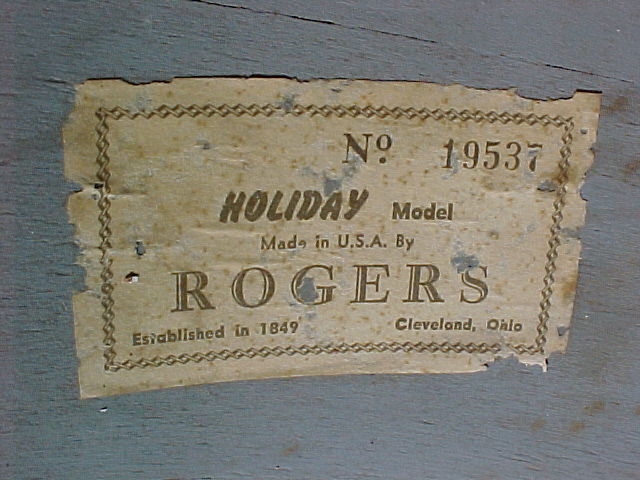 Nº 19537
HOLIDAY Model
Made in U.S.A. By
ROGERS
Established in 1849 Cleveland, Ohio